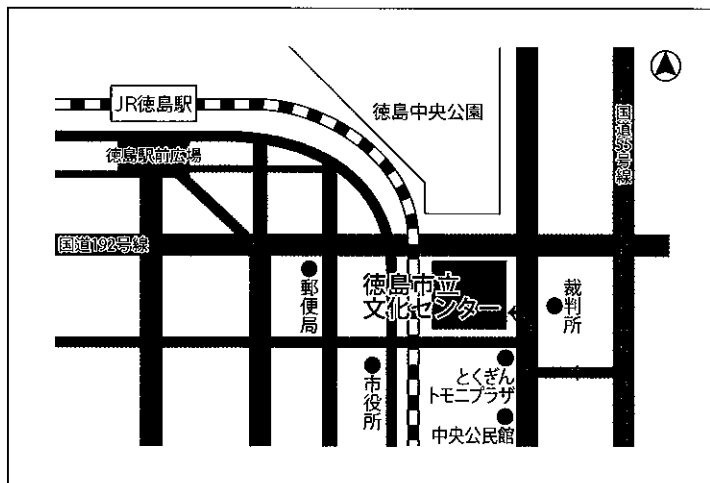 JR徳島駅
徳島中央公園
国道55号線
徳島駅前広場
国道192号線
郵便局
徳島市立
文化センター
裁判所
市役所
とくぎん
トモニプラザ
中央公民館